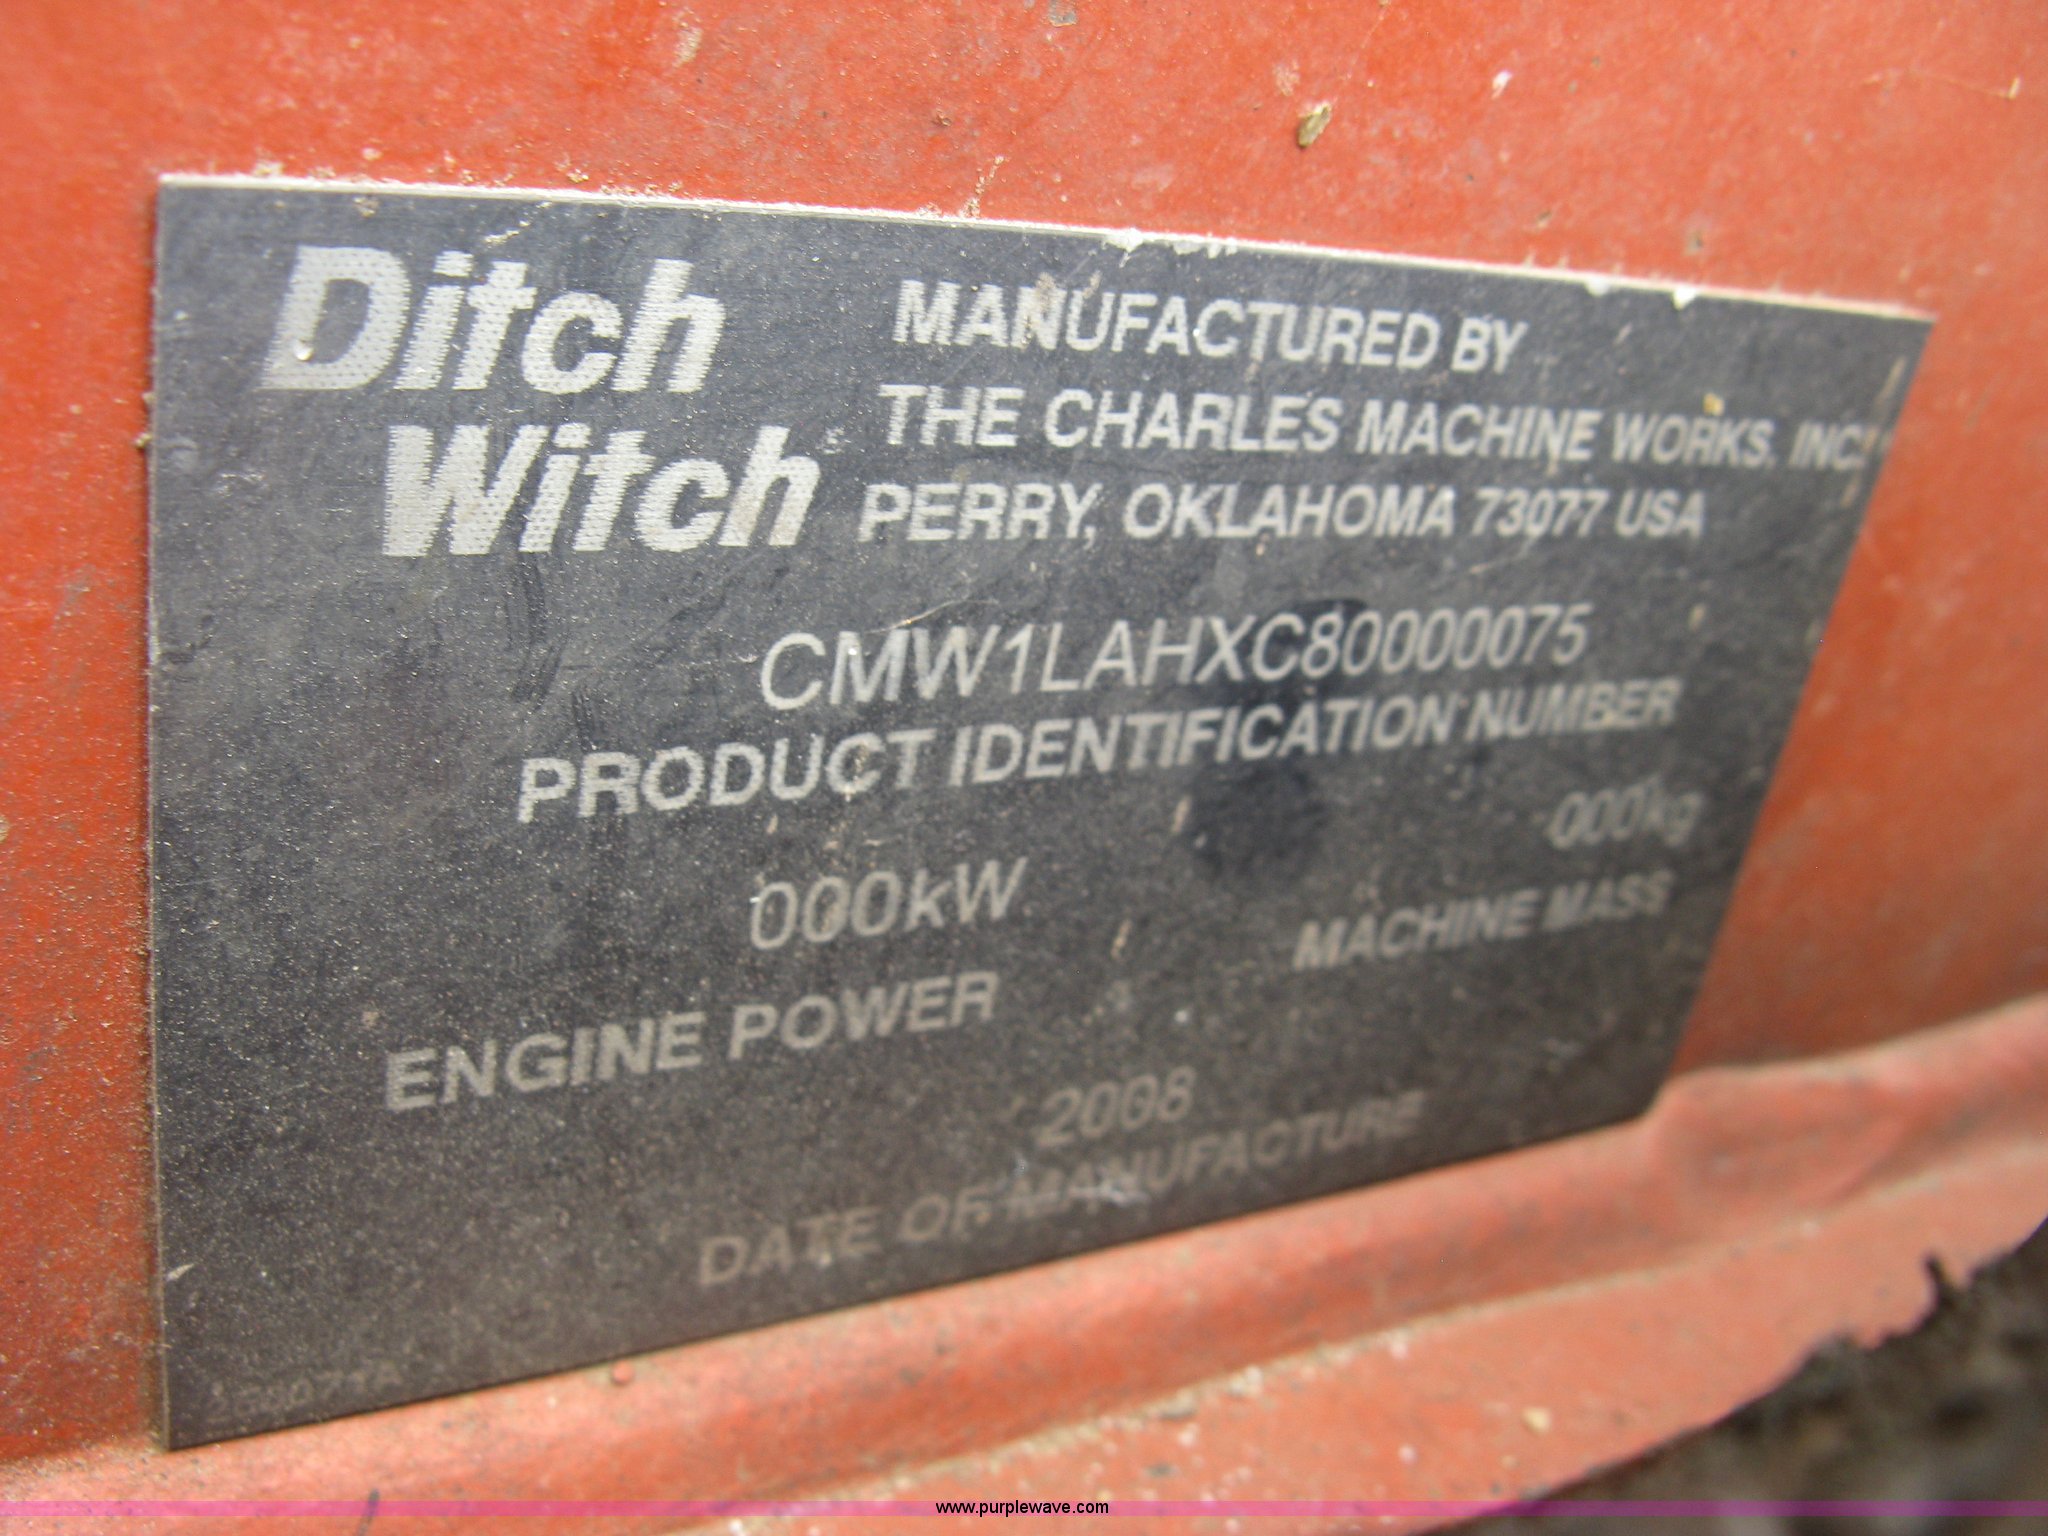 Ditch
Witch
MANUFACTURED BY
THE CHARLES MACHINE WORKS, INC.
PERRY, OKLAHOMA 73077 USA
CMW1LAHXC80000075
PRODUCT IDENTIFICATION NUMBER
000kW
000kg
ENGINE POWER
MACHINE MASS
2008
DATE OF MANUFACTURE
www.purplewave.com